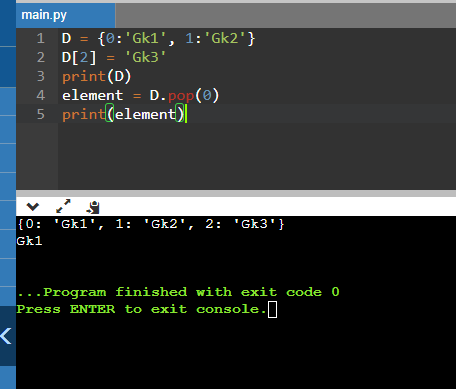 main.py
1 D = {0:'Gk1', 1:'Gk2'}
2 D[2] = 'Gk3'
3 print(D)
4 element = D.pop(0)
5 print(element)
{0: 'Gk1', 1: 'Gk2', 2: 'Gk3'}
Gk1
...Program finished with exit code 0
Press ENTER to exit console.